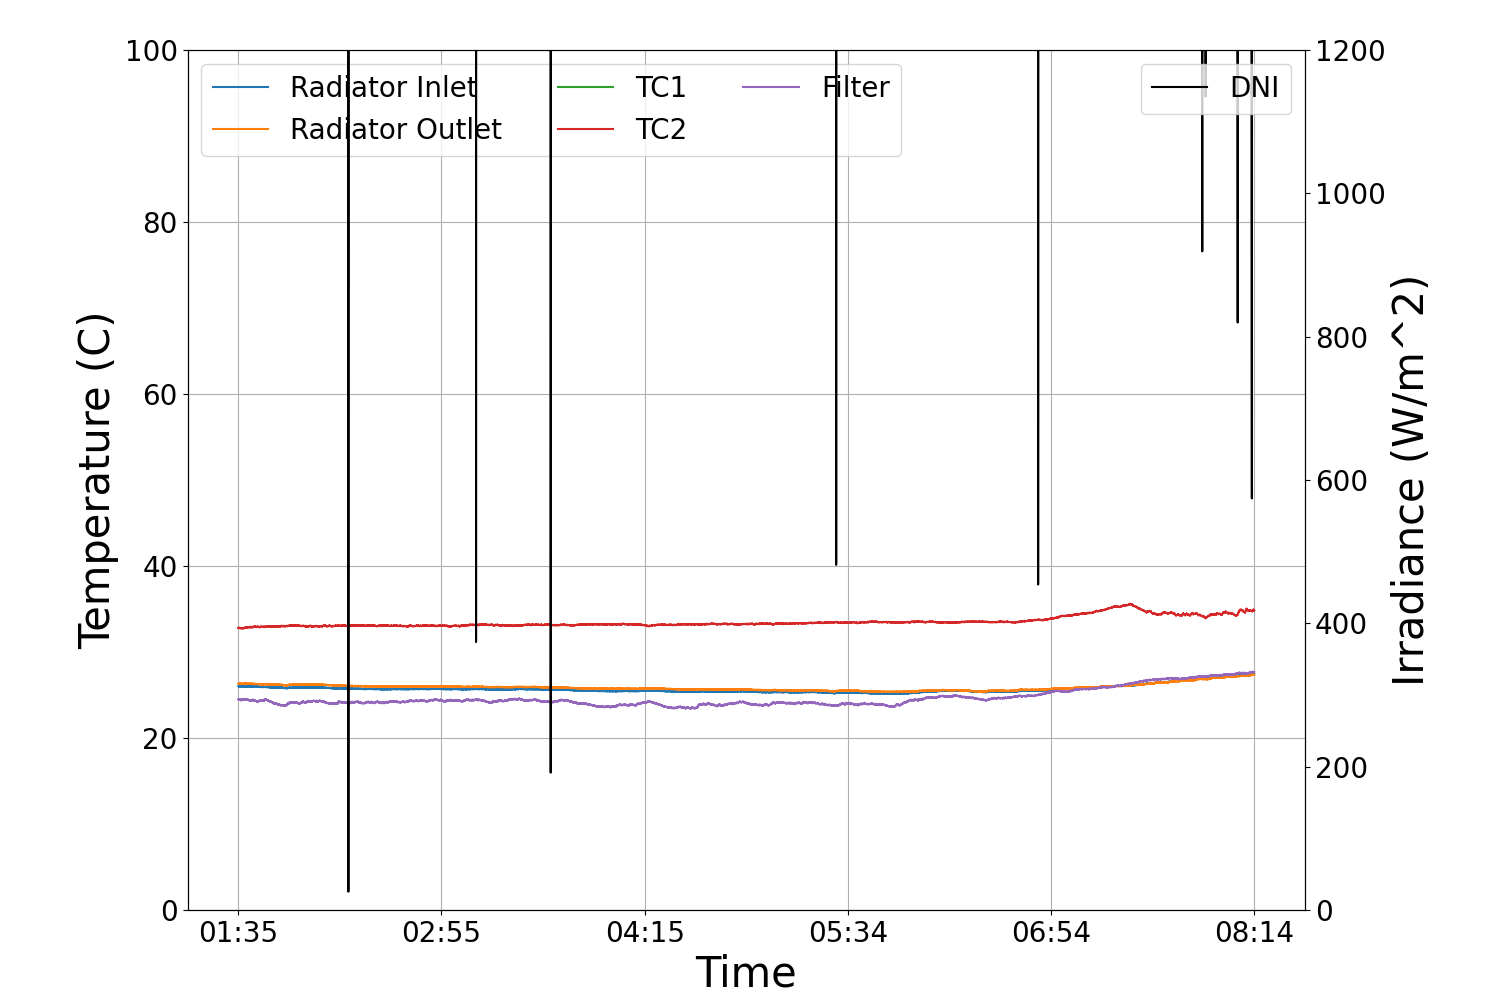 Radiator Inlet
Radiator Outlet
TC1
TC2
Filter
DNI
Temperature (C)
100
80
60
40
20
0
1200
1000
800
600
400
200
0
Irradiance (W/m^2)
01:35 02:55 04:15 05:34 06:54 08:14
Time